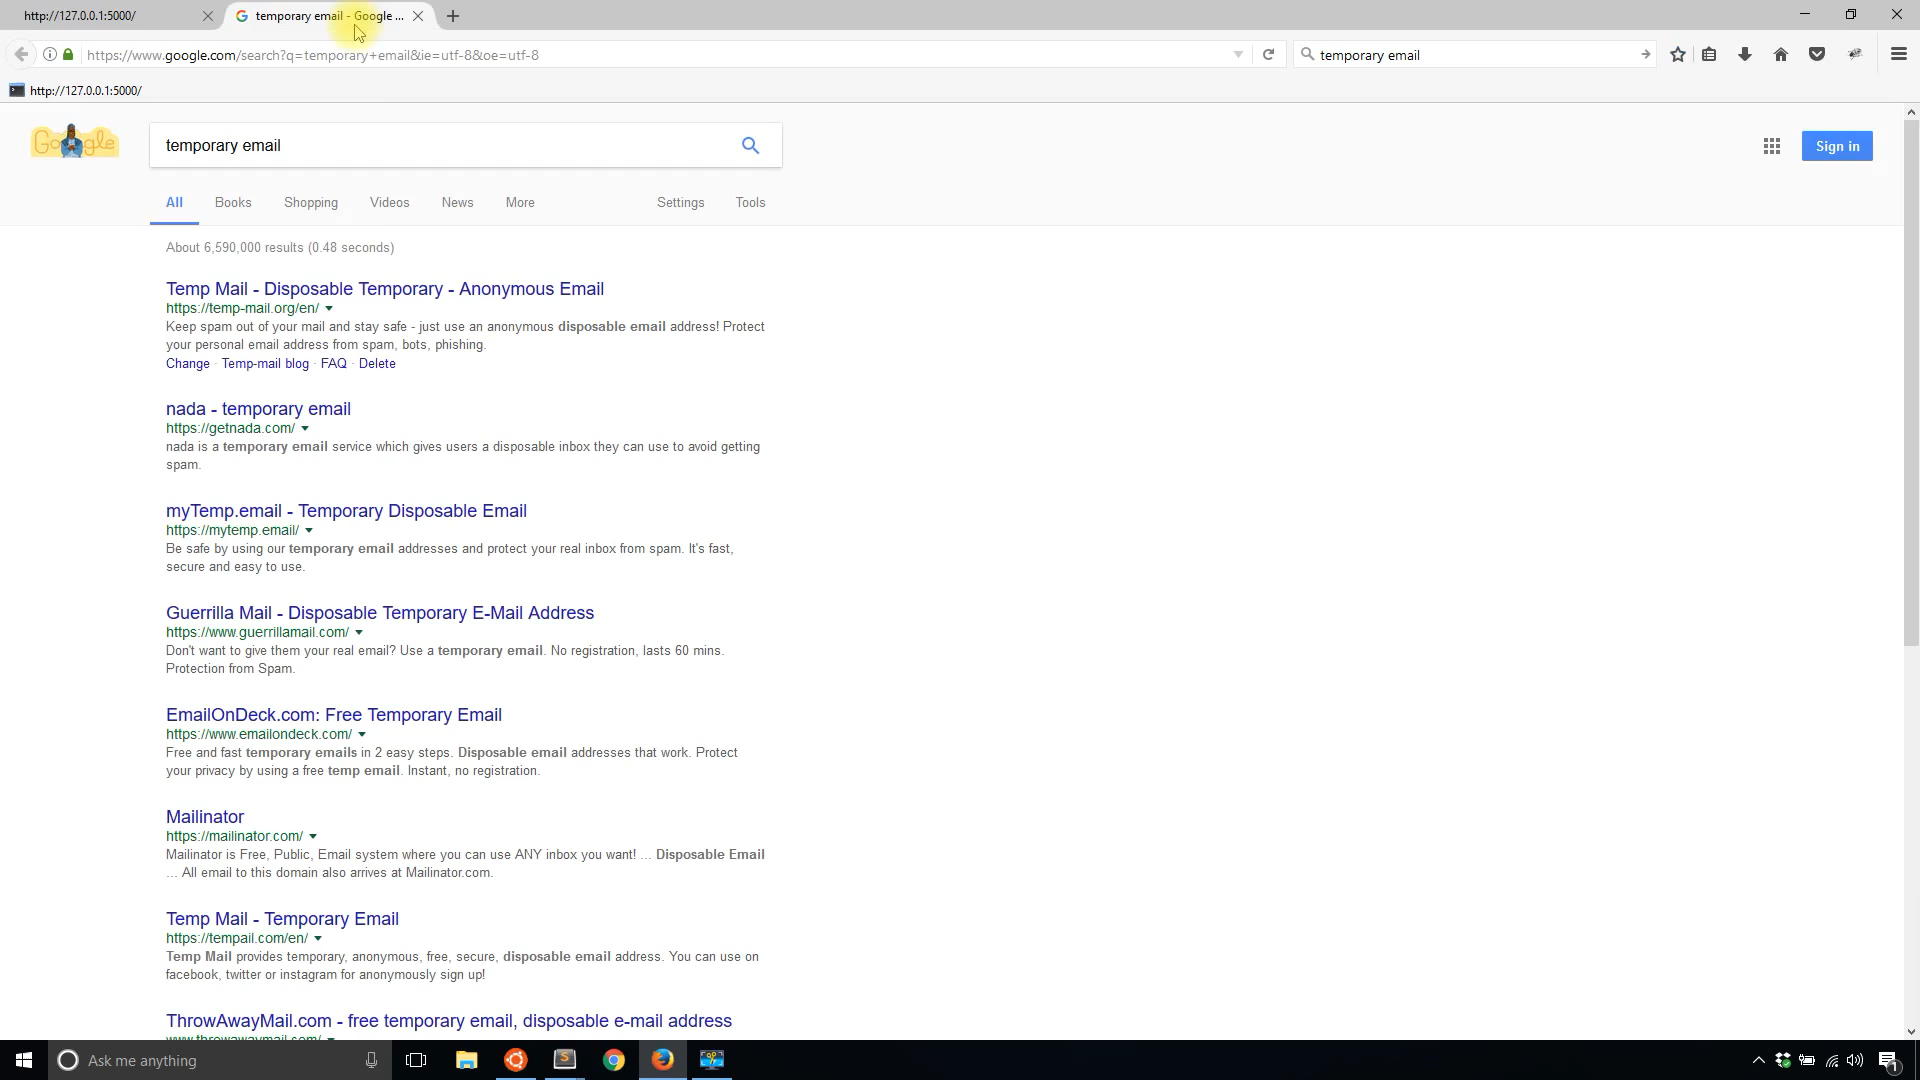 http://127.0.0.1:5000/
temporary email - Google ...
https://www.google.com/search?q=temporary+email&ie=utf-8&oe=utf-8
temporary email
http://127.0.0.1:5000/
Google
temporary email
Sign in
All Books Shopping Videos News More Settings Tools
About 6,590,000 results (0.48 seconds)
Temp Mail - Disposable Temporary - Anonymous Email
https://temp-mail.org/en/
Keep spam out of your mail and stay safe - just use an anonymous disposable email address! Protect
your personal email address from spam, bots, phishing.
Change · Temp-mail blog · FAQ · Delete
nada - temporary email
https://getnada.com/
nada is a temporary email service which gives users a disposable inbox they can use to avoid getting
spam.
myTemp.email - Temporary Disposable Email
https://mytemp.email/
Be safe by using our temporary email addresses and protect your real inbox from spam. It's fast,
secure and easy to use.
Guerrilla Mail - Disposable Temporary E-Mail Address
https://www.guerrillamail.com/
Don't want to give them your real email? Use a temporary email. No registration, lasts 60 mins.
Protection from Spam.
EmailOnDeck.com: Free Temporary Email
https://www.emailondeck.com/
Free and fast temporary emails in 2 easy steps. Disposable email addresses that work. Protect
your privacy by using a free temp email. Instant, no registration.
Mailinator
https://mailinator.com/
Mailinator is Free, Public, Email system where you can use ANY inbox you want! ... Disposable Email
... All email to this domain also arrives at Mailinator.com.
Temp Mail - Temporary Email
https://tempail.com/en/
Temp Mail provides temporary, anonymous, free, secure, disposable email address. You can use on
facebook, twitter or instagram for anonymously sign up!
ThrowAwayMail.com - free temporary email, disposable e-mail address
www.throwawaymail.com/
Ask me anything
1